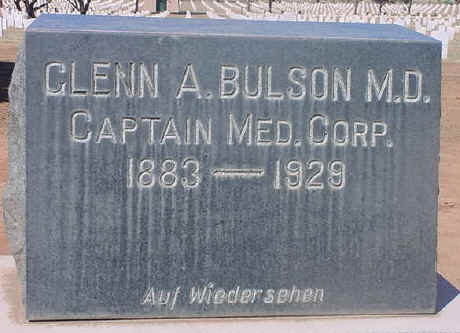 GLENN A. BULSON M.D.
CAPTAIN MED. CORP.
1883 — 1929
Auf Wiedersehen